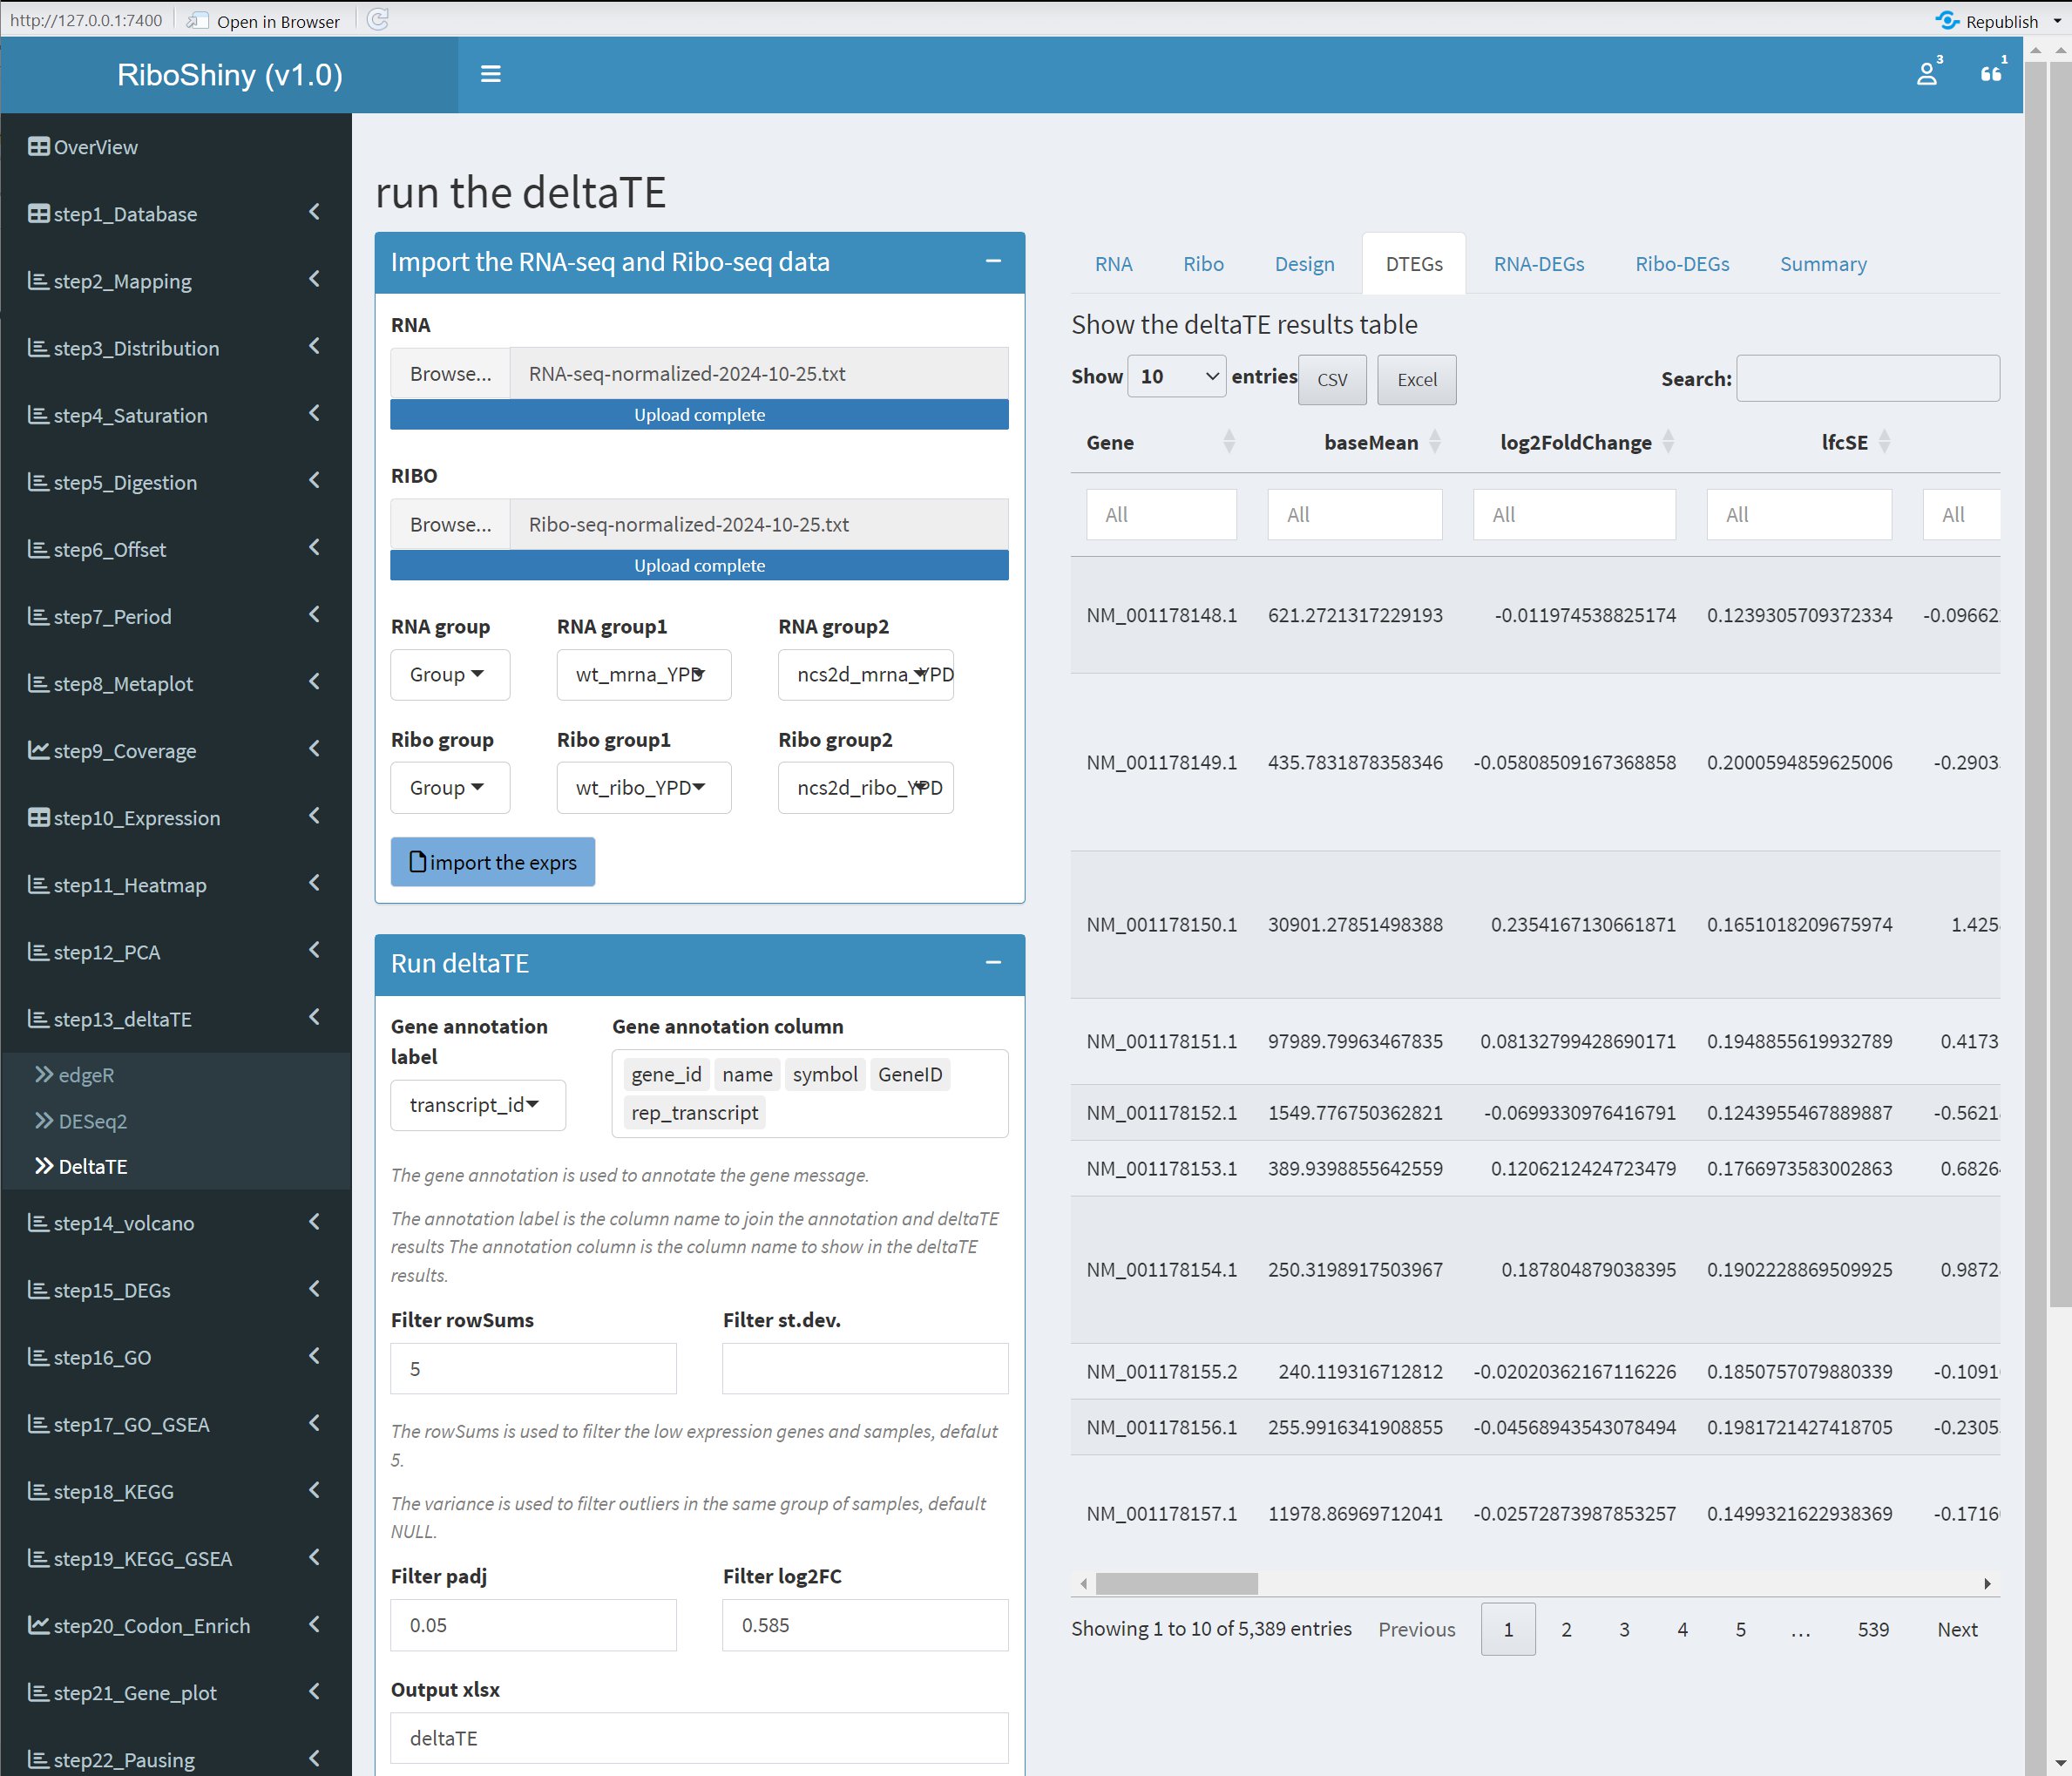 http://127.0.0.1:7400 Open in Browser Republish
RiboShiny (v1.0) 3 1
OverView
step1_Database
step2_Mapping
step3_Distribution
step4_Saturation
step5_Digestion
step6_Offset
step7_Period
step8_Metaplot
step9_Coverage
step10_Expression
step11_Heatmap
step12_PCA
step13_deltaTE
edgeR
DESeq2
DeltaTE
step14_volcano
step15_DEGs
step16_GO
step17_GO_GSEA
step18_KEGG
step19_KEGG_GSEA
step20_Codon_Enrich
step21_Gene_plot
step22_Pausing
run the deltaTE
Import the RNA-seq and Ribo-seq data
RNA
Browse... RNA-seq-normalized-2024-10-25.txt
Upload complete
RIBO
Browse... Ribo-seq-normalized-2024-10-25.txt
Upload complete
RNA group RNA group1 RNA group2
Group wt_mrna_YPD ncs2d_mrna_YPD
Ribo group Ribo group1 Ribo group2
Group wt_ribo_YPD ncs2d_ribo_YPD
import the exprs
Run deltaTE
Gene annotation label
Gene annotation column
transcript_id
gene_id name symbol GeneID
rep_transcript
The gene annotation is used to annotate the gene message.
The annotation label is the column name to join the annotation and deltaTE
results The annotation column is the column name to show in the deltaTE
results.
Filter rowSums Filter st.dev.
5
The rowSums is used to filter the low expression genes and samples, defalut
5.
The variance is used to filter outliers in the same group of samples, default
NULL.
Filter padj Filter log2FC
0.05 0.585
Output xlsx
deltaTE
RNA Ribo Design DTEGs RNA-DEGs Ribo-DEGs Summary
Show the deltaTE results table
Show 10 entries CSV Excel Search:
Gene baseMean log2FoldChange lfcSE
All All All All All
NM_001178148.1 621.2721317229193 -0.011974538825174 0.1239305709372334 -0.09662
NM_001178149.1 435.7831878358346 -0.05808509167368858 0.2000594859625006 -0.2903
NM_001178150.1 30901.27851498388 0.2354167130661871 0.1651018209675974 1.425
NM_001178151.1 97989.79963467835 0.08132799428690171 0.1948855619932789 0.4173
NM_001178152.1 1549.776750362821 -0.0699330976416791 0.1243955467889887 -0.5621
NM_001178153.1 389.9398855642559 0.1206212424723479 0.1766973583002863 0.6826
NM_001178154.1 250.3198917503967 0.187804879038395 0.1902228869509925 0.9872
NM_001178155.2 240.119316712812 -0.02020362167116226 0.1850757079880339 -0.1091
NM_001178156.1 255.9916341908855 -0.04568943543078494 0.1981721427418705 -0.2305
NM_001178157.1 11978.86969712041 -0.02572873987853257 0.1499321622938369 -0.1716
Showing 1 to 10 of 5,389 entries Previous 1 2 3 4 5 … 539 Next